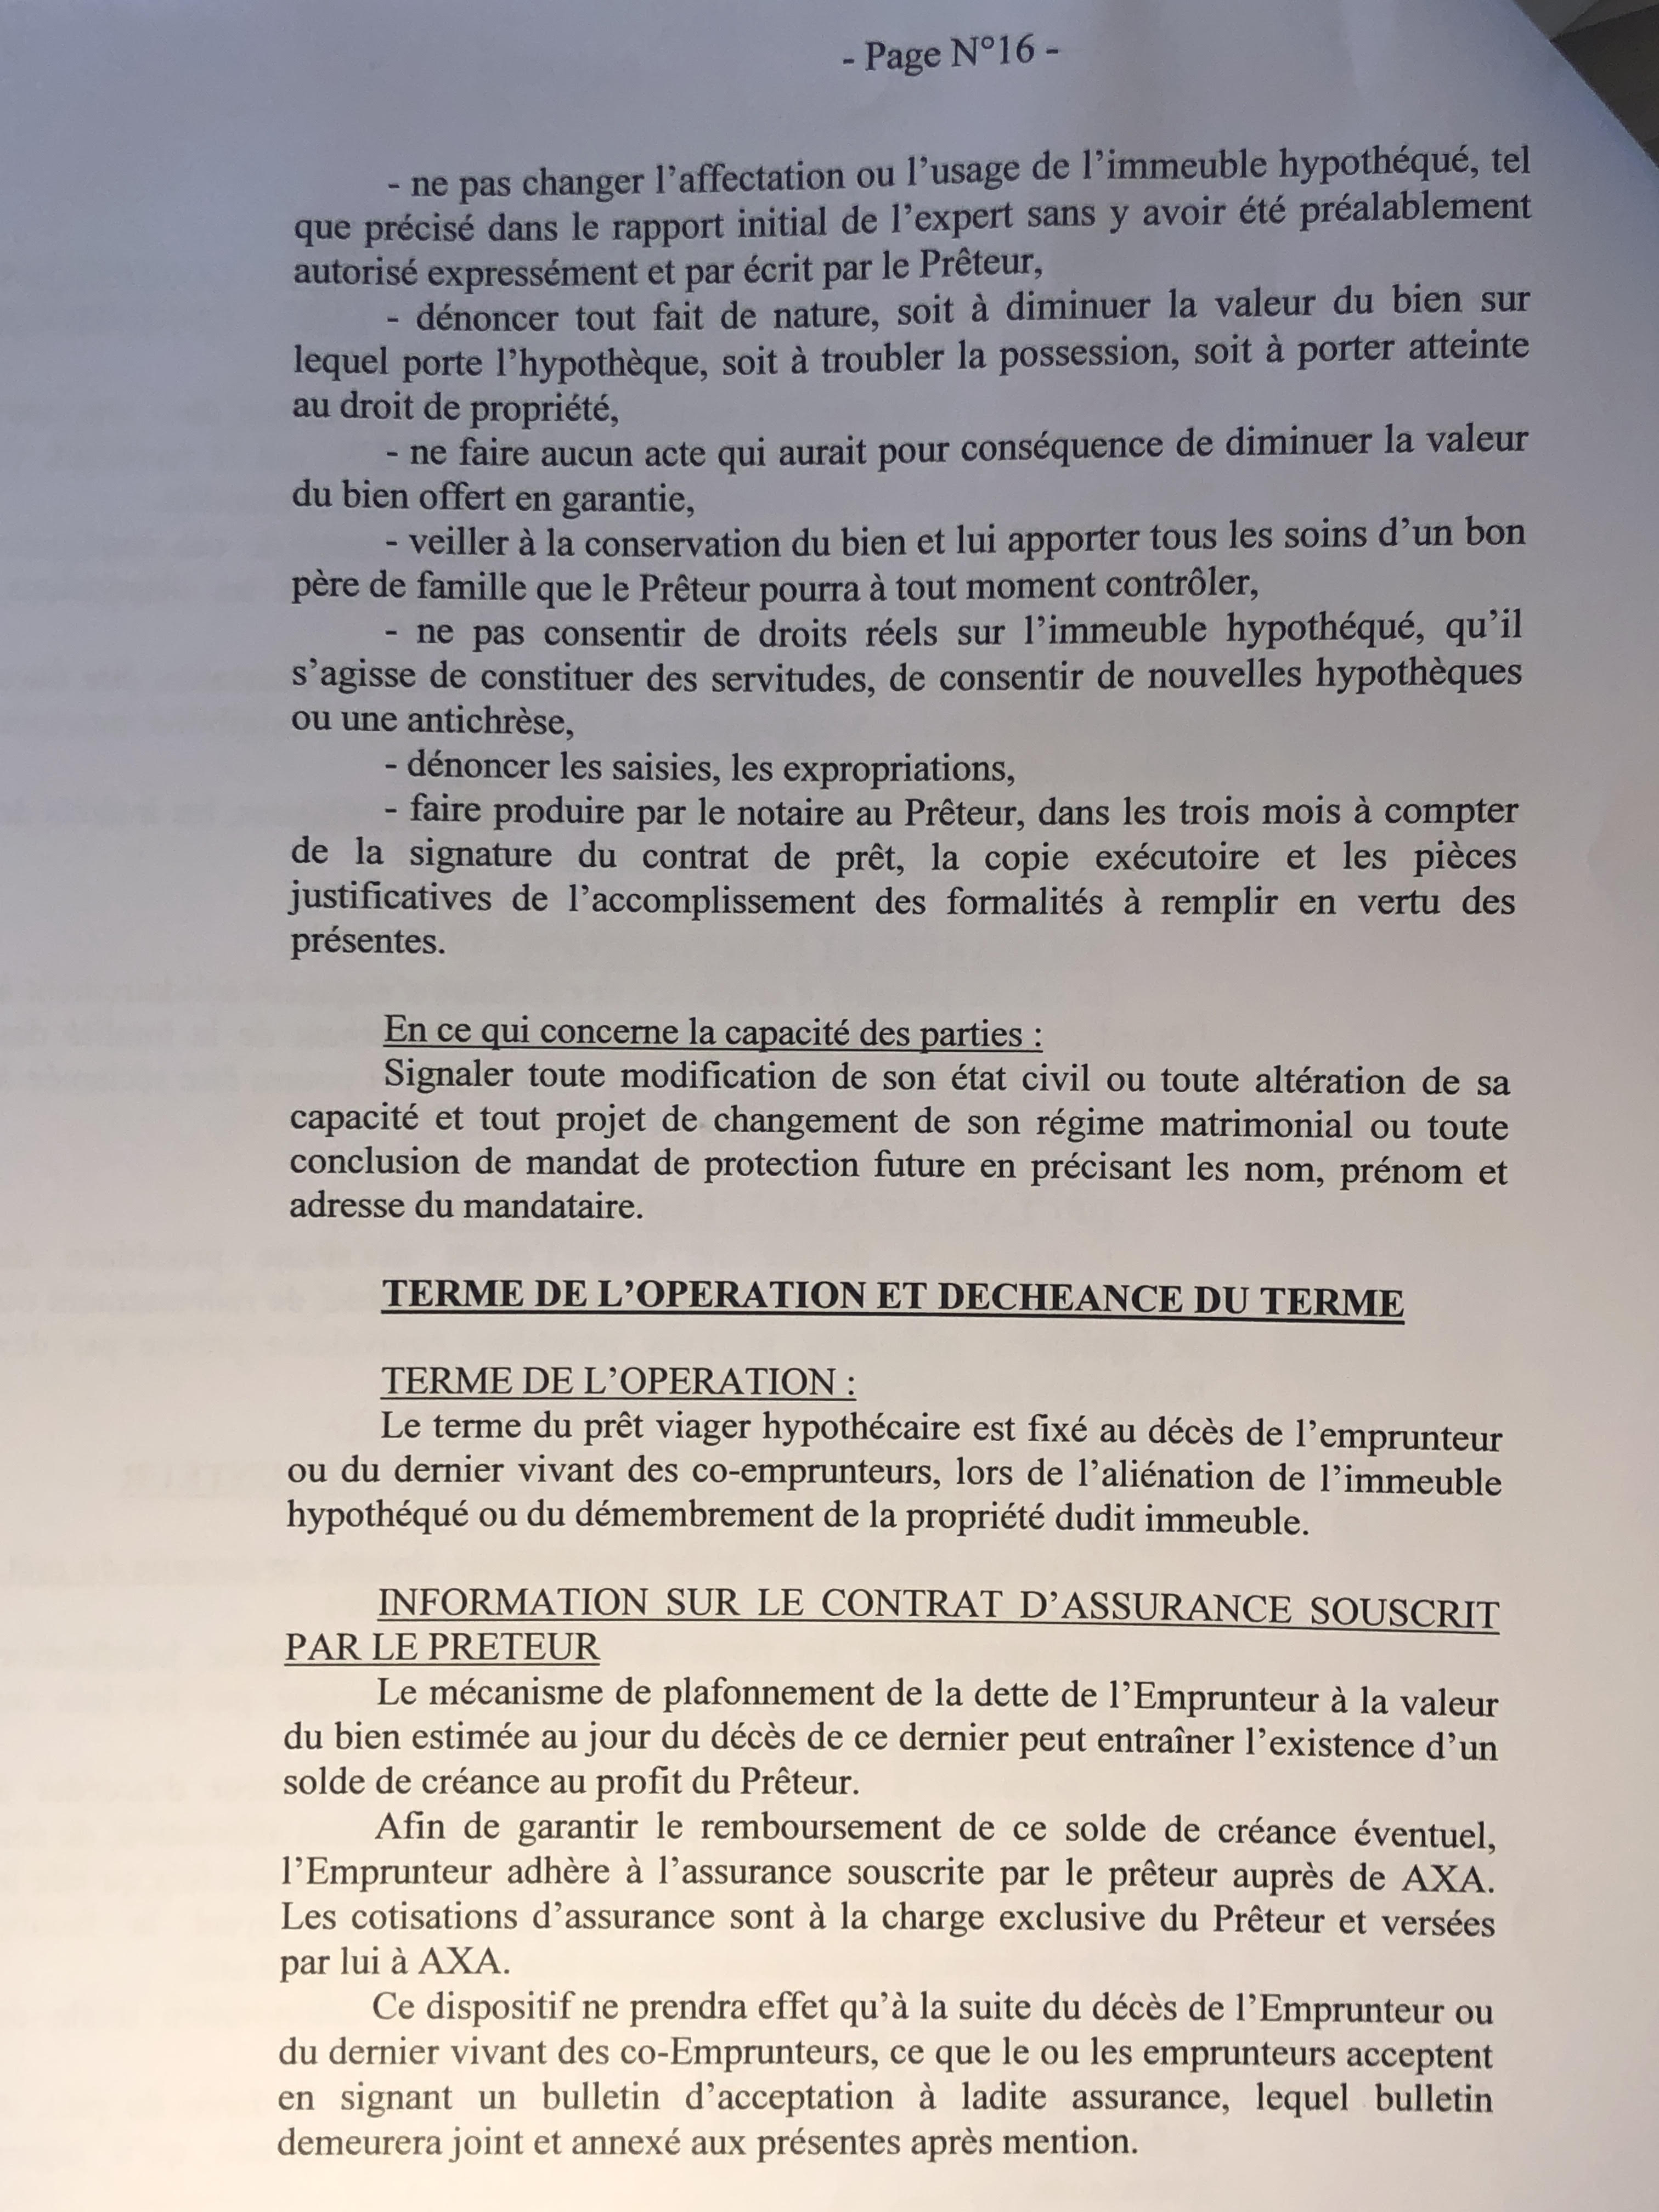 - Page N°16 -
- ne pas changer l'affectation ou l'usage de l'immeuble hypothéqué, tel
que précisé dans le rapport initial de l'expert sans y avoir été préalablement
autorisé expressément et par écrit par le Prêteur,
- dénoncer tout fait de nature, soit à diminuer la valeur du bien sur
lequel porte l'hypothèque, soit à troubler la possession, soit à porter atteinte
au droit de propriété,
- ne faire aucun acte qui aurait pour conséquence de diminuer la valeur
du bien offert en garantie,
- veiller à la conservation du bien et lui apporter tous les soins d'un bon
père de famille que le Prêteur pourra à tout moment contrôler,
- ne pas consentir de droits réels sur l'immeuble hypothéqué, qu'il
s'agisse de constituer des servitudes, de consentir de nouvelles hypothèques
ou une antichrèse,
- dénoncer les saisies, les expropriations,
- faire produire par le notaire au Prêteur, dans les trois mois à compter
de la signature du contrat de prêt, la copie exécutoire et les pièces
justificatives de l'accomplissement des formalités à remplir en vertu des
présentes.
En ce qui concerne la capacité des parties :
Signaler toute modification de son état civil ou toute altération de sa
capacité et tout projet de changement de son régime matrimonial ou toute
conclusion de mandat de protection future en précisant les nom, prénom et
adresse du mandataire.
TERME DE L'OPERATION ET DECHEANCE DU TERME
TERME DE L'OPERATION :
Le terme du prêt viager hypothécaire est fixé au décès de l'emprunteur
ou du dernier vivant des co-emprunteurs, lors de l'aliénation de l'immeuble
hypothéqué ou du démembrement de la propriété dudit immeuble.
INFORMATION SUR LE CONTRAT D'ASSURANCE SOUSCRIT
PAR LE PRETEUR
Le mécanisme de plafonnement de la dette de l'Emprunteur à la valeur
du bien estimée au jour du décès de ce dernier peut entraîner l'existence d'un
solde de créance au profit du Prêteur.
Afin de garantir le remboursement de ce solde de créance éventuel,
l'Emprunteur adhère à l'assurance souscrite par le prêteur auprès de AXA.
Les cotisations d'assurance sont à la charge exclusive du Prêteur et versées
par lui à AXA.
Ce dispositif ne prendra effet qu'à la suite du décès de l'Emprunteur ou
du dernier vivant des co-Emprunteurs, ce que le ou les emprunteurs acceptent
en signant un bulletin d'acceptation à ladite assurance, lequel bulletin
demeurera joint et annexé aux présentes après mention.